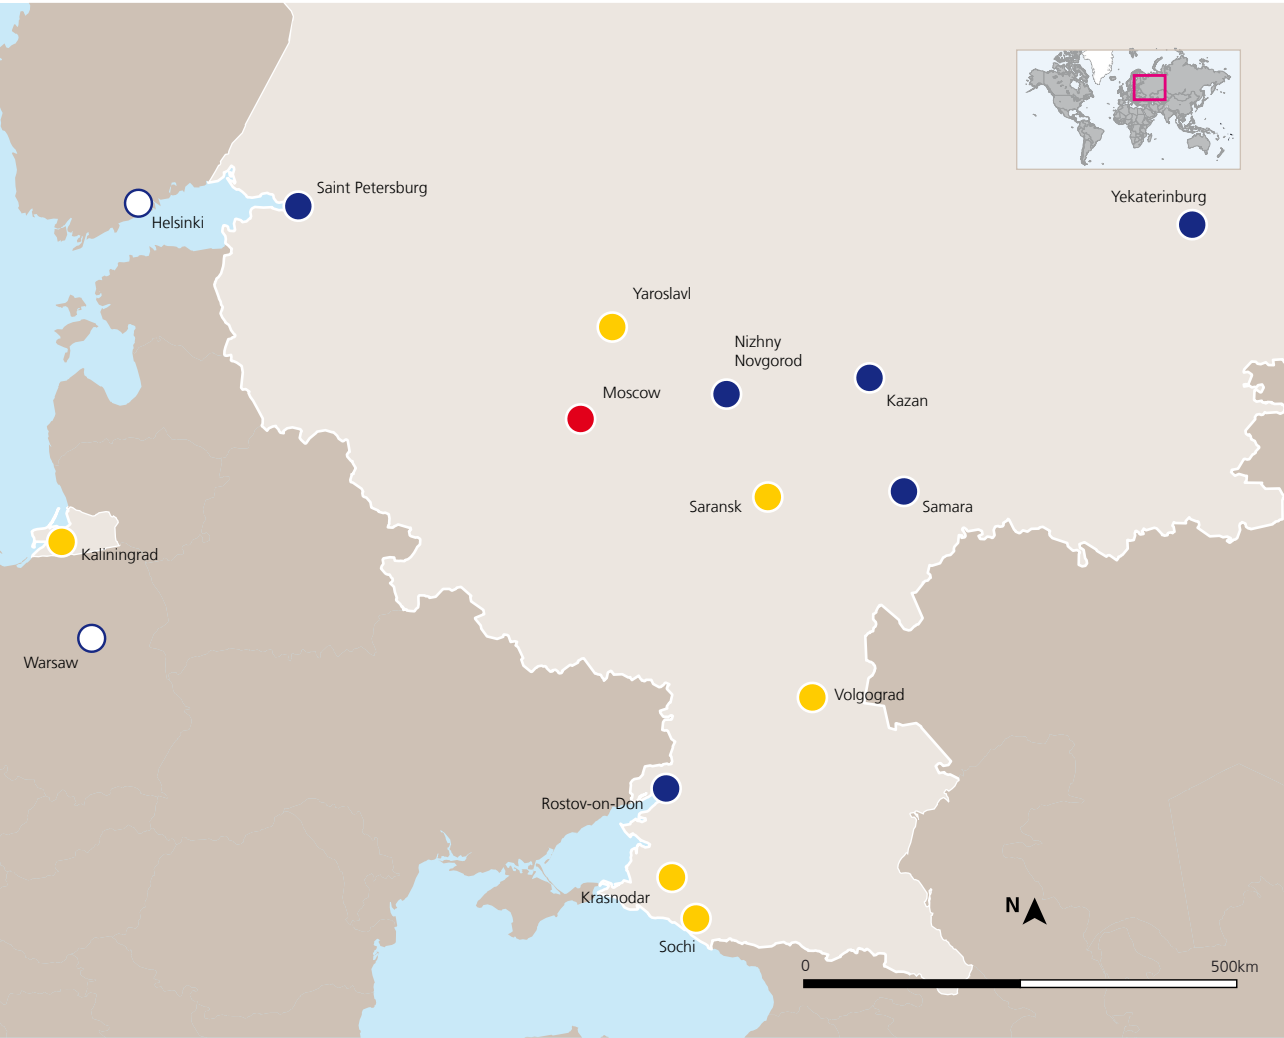 Saint Petersburg
Yekaterinburg
Helsinki
Yaroslavl
Nizhny
Novgorod
Moscow
Kazan
Saransk
Samara
Kaliningrad
Warsaw
Volgograd
Rostov-on-Don
Krasnodar
N
Sochi
0
500km